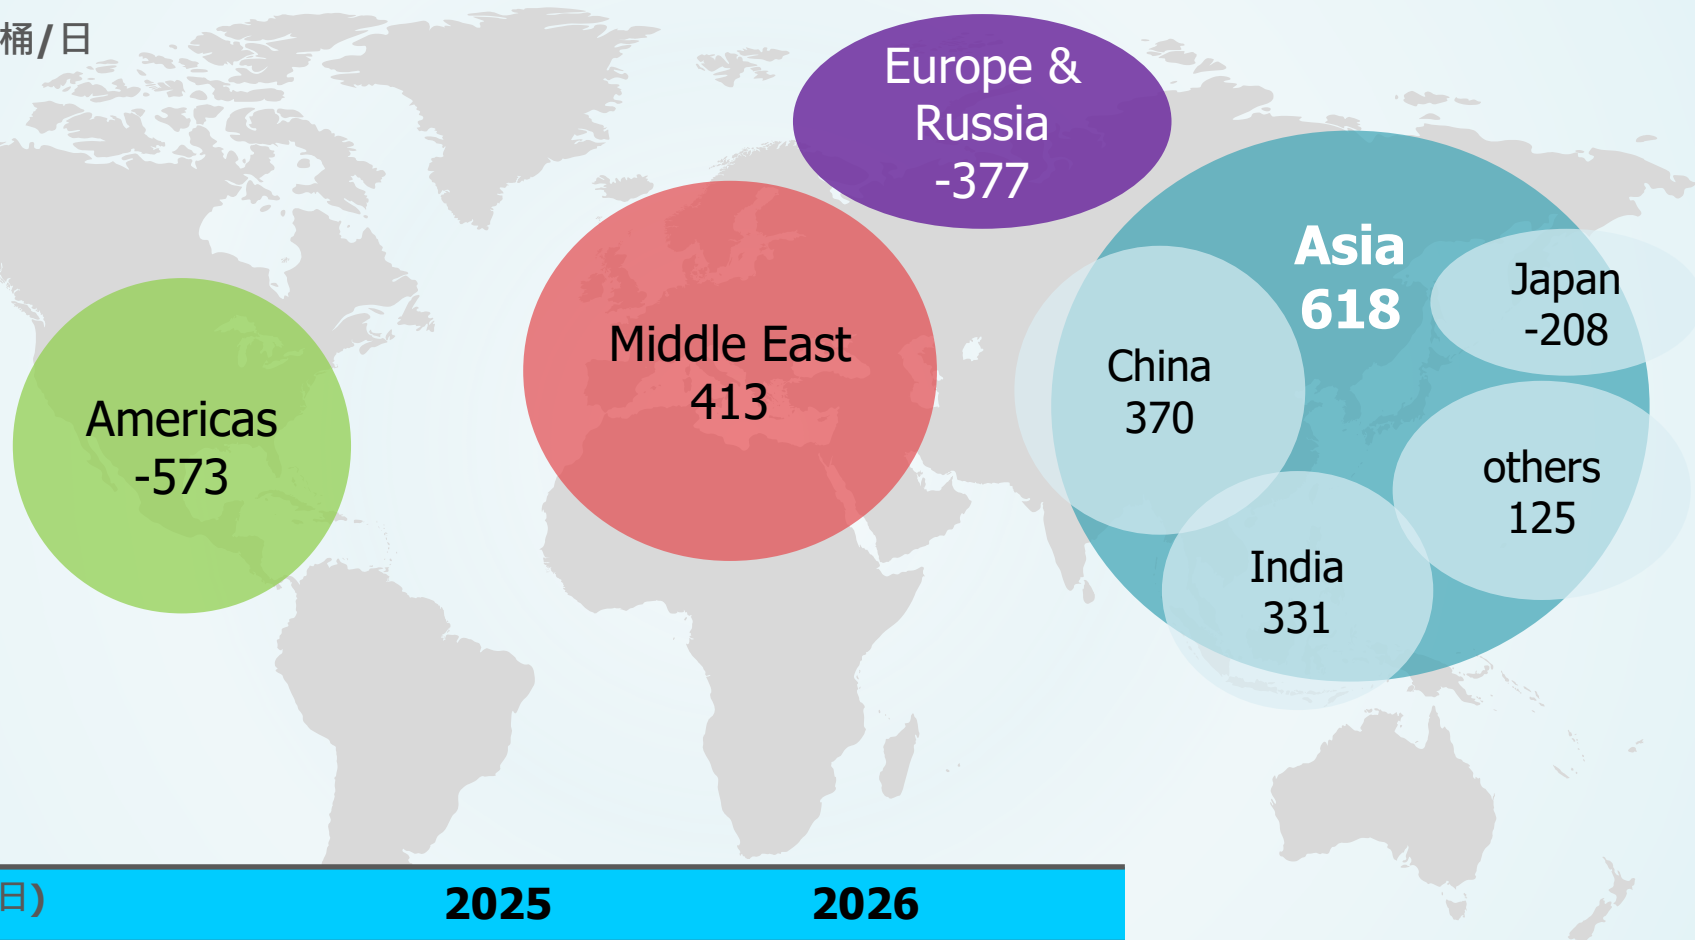 桶/日
Europe &
Russia
-377
Asia
618
Japan
-208
Middle East
413
China
370
Americas
-573
others
125
India
331
日)
2025
2026